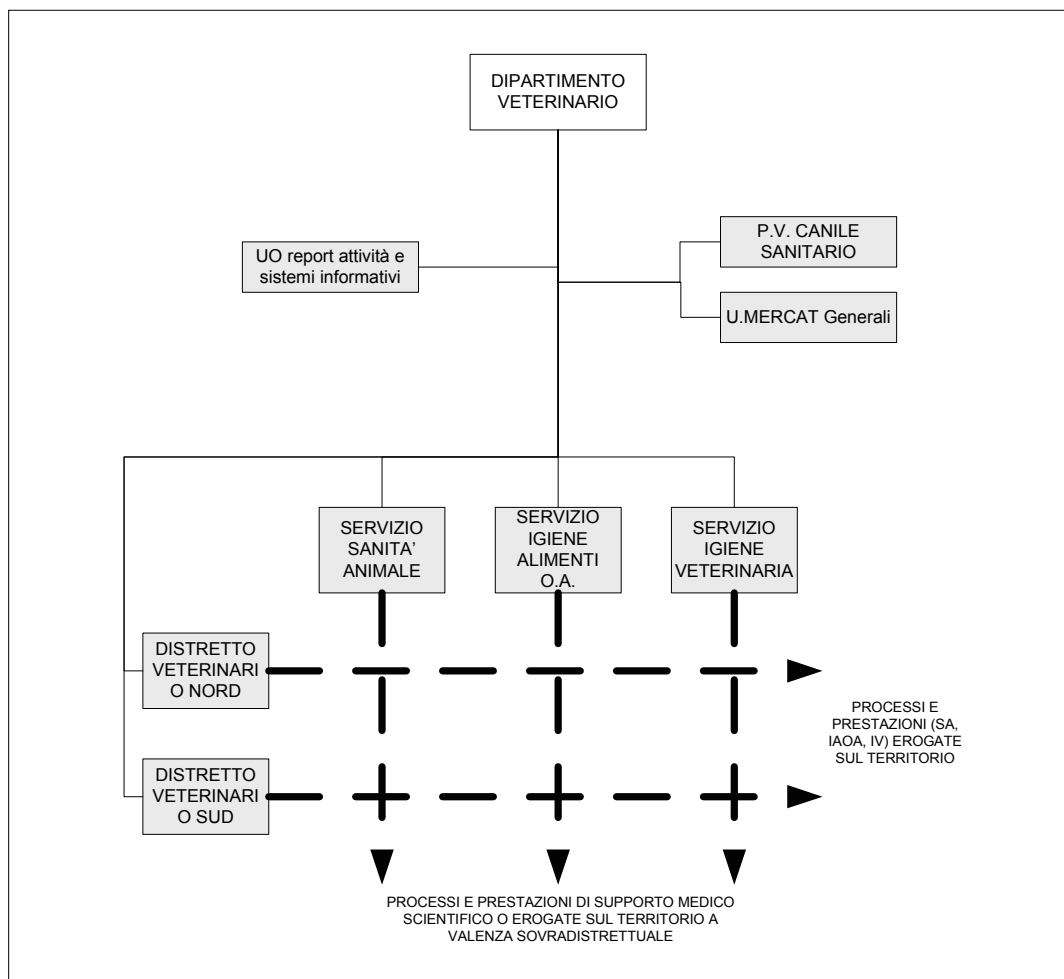 DIPARTIMENTO
VETERINARIO
UO report attività e
sistemi informativi
P.V. CANILE
SANITARIO
U.MERCAT Generali
SERVIZIO
SANITA’
ANIMALE
SERVIZIO
IGIENE
ALIMENTI
O.A.
SERVIZIO
IGIENE
VETERINARIA
DISTRETTO
VETERINARI
O NORD
PROCESSI E
PRESTAZIONI (SA,
IAOA, IV) EROGATE
SUL TERRITORIO
DISTRETTO
VETERINARI
O SUD
PROCESSI E PRESTAZIONI DI SUPPORTO MEDICO
SCIENTIFICO O EROGATE SUL TERRITORIO A
VALENZA SOVRADISTRETTUALE